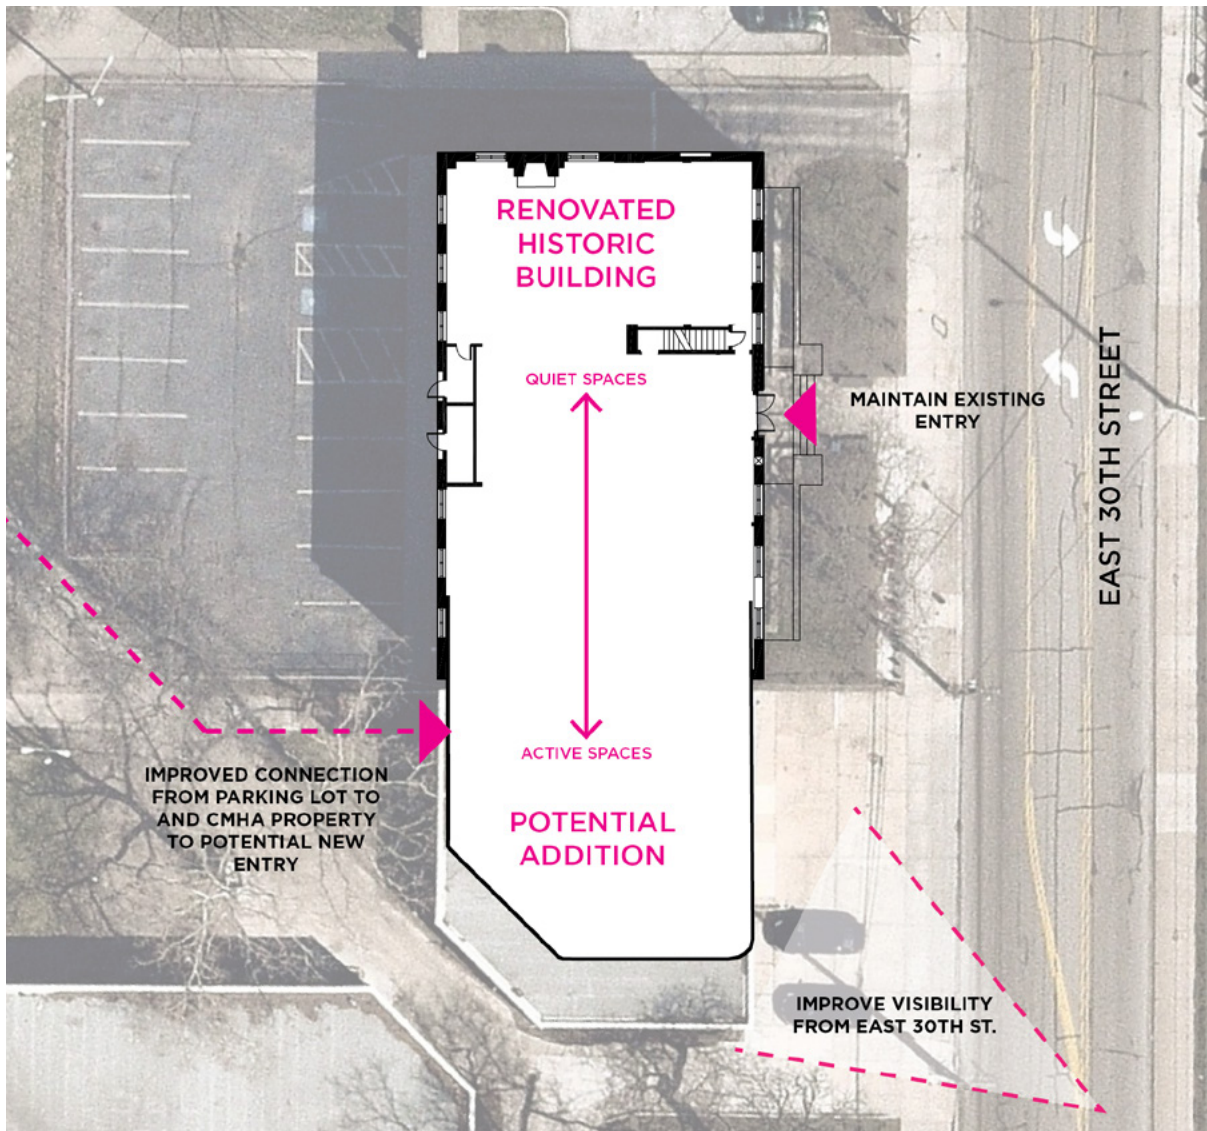 RENOVATED
HISTORIC
BUILDING
QUIET SPACES
MAINTAIN EXISTING
ENTRY
EAST 30TH STREET
ACTIVE SPACES
IMPROVED CONNECTION
FROM PARKING LOT TO
AND CMHA PROPERTY
TO POTENTIAL NEW
ENTRY
POTENTIAL
ADDITION
IMPROVE VISIBILITY
FROM EAST 30TH ST.